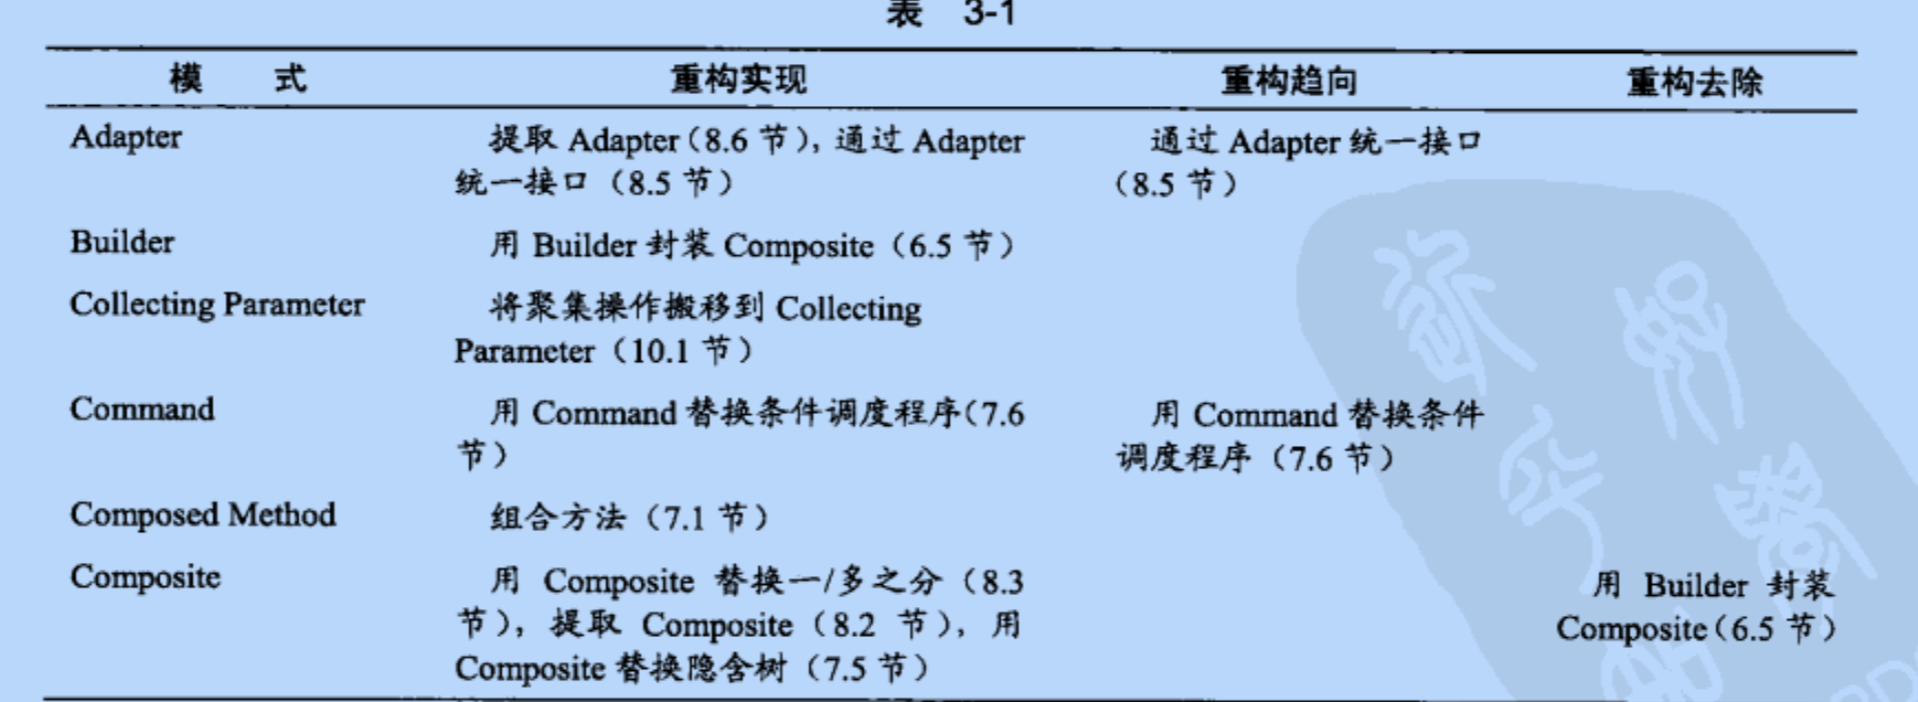 表 3-1
模 式 重构实现 重构趋向 重构去除
Adapter 提取 Adapter（8.6 节），通过 Adapter 通过 Adapter 统一接口
统一接口（8.5 节） （8.5 节）
Builder 用 Builder 封装 Composite（6.5 节）
Collecting Parameter 将聚集操作搬移到 Collecting
Parameter（10.1 节）
Command 用 Command 替换条件调度程序（7.6 用 Command 替换条件
节） 调度程序（7.6 节）
Composed Method 组合方法（7.1 节）
Composite 用 Composite 替换一/多之分（8.3 用 Builder 封装
节），提取 Composite（8.2 节），用 Composite（6.5 节）
Composite 替换隐含树（7.5 节）